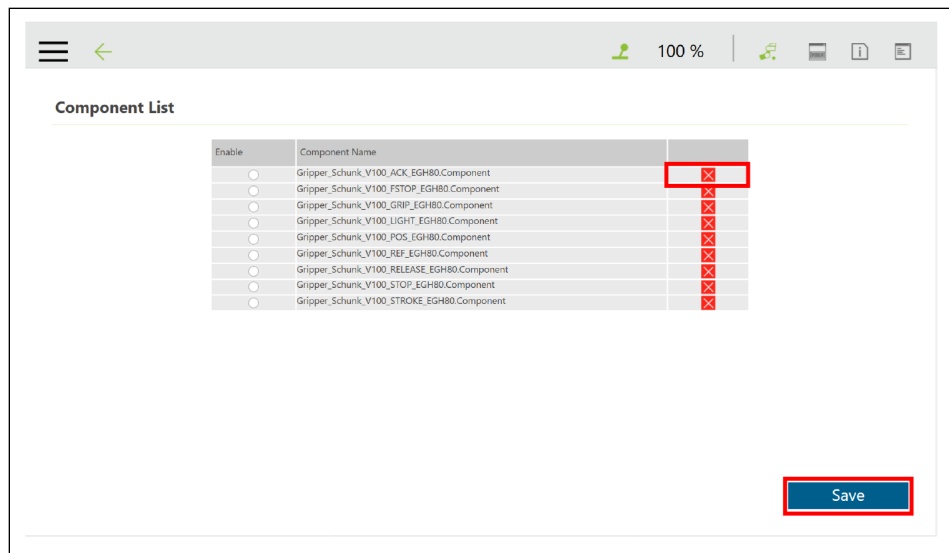 100 %
Component List
Enable Component Name
Gripper_Schunk_V100_ACK_EGH80.Component
Gripper_Schunk_V100_FSTOP_EGH80.Component
Gripper_Schunk_V100_GRIP_EGH80.Component
Gripper_Schunk_V100_LIGHT_EGH80.Component
Gripper_Schunk_V100_POS_EGH80.Component
Gripper_Schunk_V100_REF_EGH80.Component
Gripper_Schunk_V100_RELEASE_EGH80.Component
Gripper_Schunk_V100_STOP_EGH80.Component
Gripper_Schunk_V100_STROKE_EGH80.Component
Save